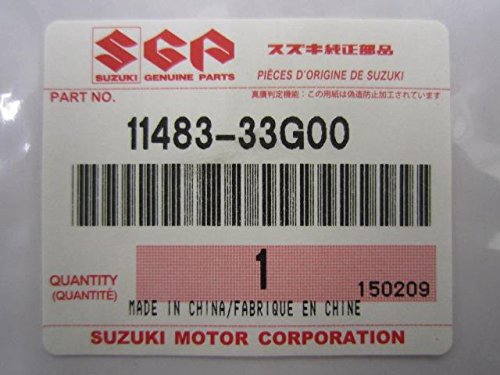 SGP
スズキ純正部品
SUZUKI GENUINE PARTS
PIÈCES D'ORIGINE DE SUZUKI
PART NO.
真贋判定機能：この用紙は偽造防止加工されています
11483-33G00
1
QUANTITY
(QUANTITÉ)
150209
MADE IN CHINA/FABRIQUE EN CHINE
SUZUKI MOTOR CORPORATION